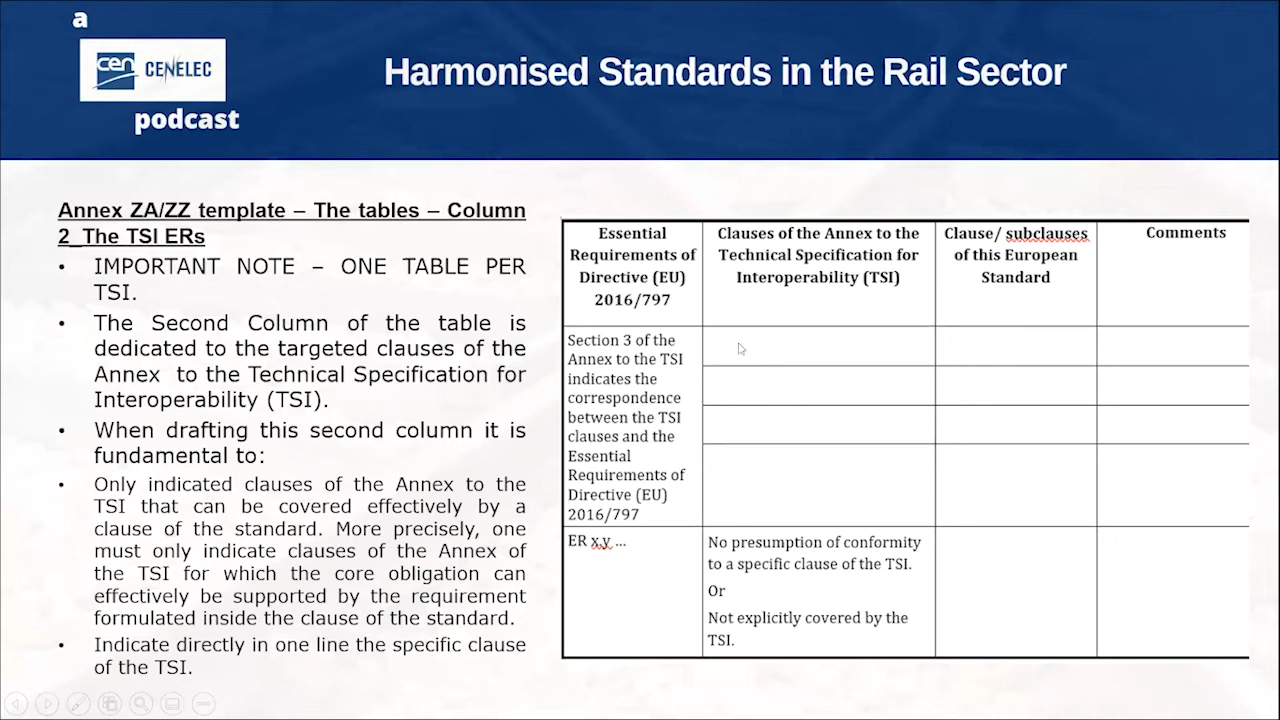 a
cen CENELEC
podcast
Harmonised Standards in the Rail Sector
Annex ZA/ZZ template – The tables – Column
2_The TSI ERs
• IMPORTANT NOTE – ONE TABLE PER
TSI.
• The Second Column of the table is
dedicated to the targeted clauses of the
Annex to the Technical Specification for
Interoperability (TSI).
• When drafting this second column it is
fundamental to:
• Only indicated clauses of the Annex to the
TSI that can be covered effectively by a
clause of the standard. More precisely, one
must only indicate clauses of the Annex of
the TSI for which the core obligation can
effectively be supported by the requirement
formulated inside the clause of the standard.
• Indicate directly in one line the specific clause
of the TSI.
Essential
Requirements of
Directive (EU)
2016/797
Clauses of the Annex to the
Technical Specification for
Interoperability (TSI)
Clause/ subclauses
of this European
Standard
Comments
Section 3 of the
Annex to the TSI
indicates the
correspondence
between the TSI
clauses and the
Essential
Requirements of
Directive (EU)
2016/797
ER x.y ...
No presumption of conformity
to a specific clause of the TSI.
Or
Not explicitly covered by the
TSI.